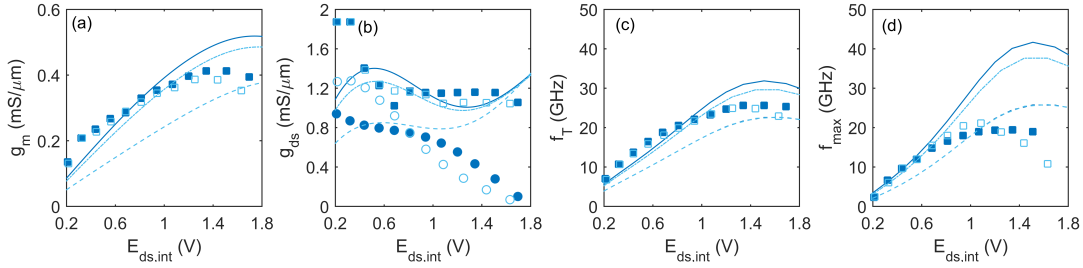 (a)
g_m (mS/μm)
0.6
0.4
0.2
0
0.2 0.6 1 1.4 1.8
E_ds,int (V)
(b)
g_ds (mS/μm)
2
1.6
1.2
0.8
0.4
0
0.2 0.6 1 1.4 1.8
E_ds,int (V)
(c)
f_T (GHz)
50
40
30
20
10
0
0.2 0.6 1 1.4 1.8
E_ds,int (V)
(d)
f_max (GHz)
50
40
30
20
10
0
0.2 0.6 1 1.4 1.8
E_ds,int (V)